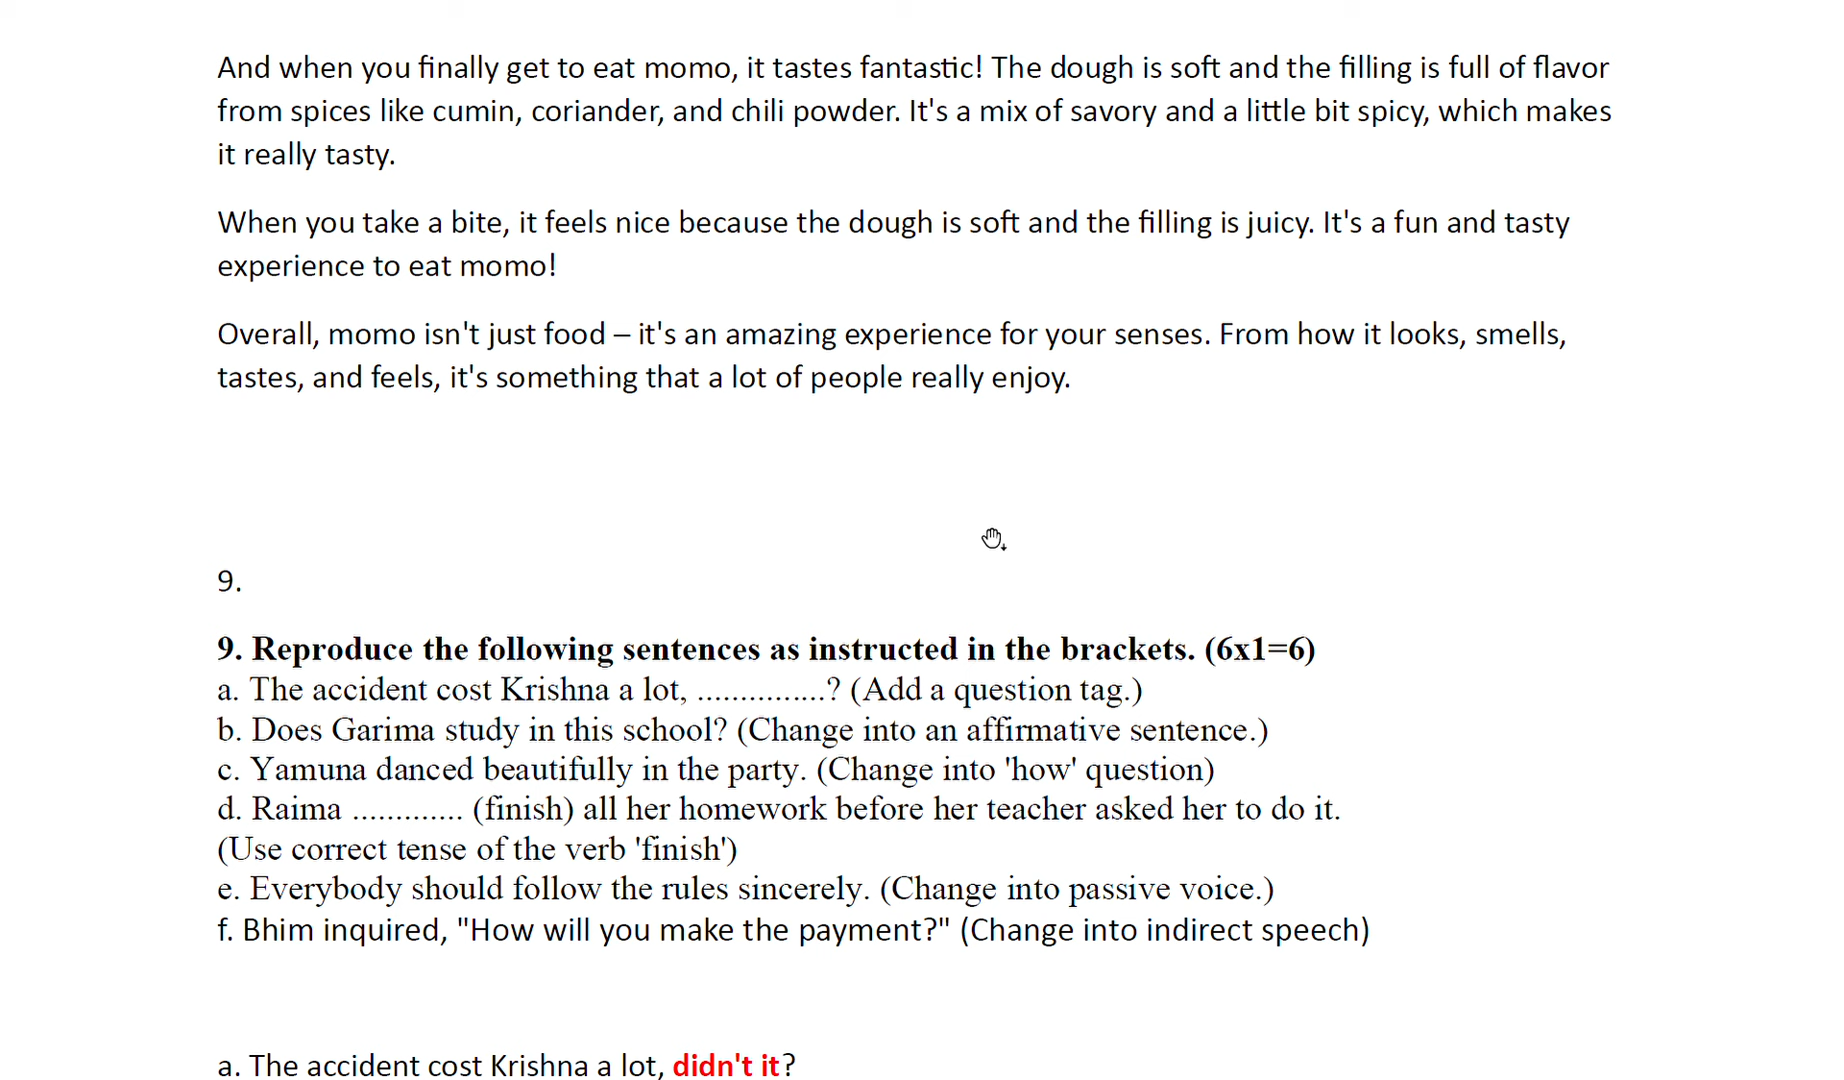 And when you finally get to eat momo, it tastes fantastic! The dough is soft and the filling is full of flavor
from spices like cumin, coriander, and chili powder. It's a mix of savory and a little bit spicy, which makes
it really tasty.
When you take a bite, it feels nice because the dough is soft and the filling is juicy. It's a fun and tasty
experience to eat momo!
Overall, momo isn't just food – it's an amazing experience for your senses. From how it looks, smells,
tastes, and feels, it's something that a lot of people really enjoy.
9.
9. Reproduce the following sentences as instructed in the brackets. (6x1=6)
a. The accident cost Krishna a lot, ...............? (Add a question tag.)
b. Does Garima study in this school? (Change into an affirmative sentence.)
c. Yamuna danced beautifully in the party. (Change into 'how' question)
d. Raima ............. (finish) all her homework before her teacher asked her to do it.
(Use correct tense of the verb 'finish')
e. Everybody should follow the rules sincerely. (Change into passive voice.)
f. Bhim inquired, "How will you make the payment?" (Change into indirect speech)
a. The accident cost Krishna a lot, didn't it?